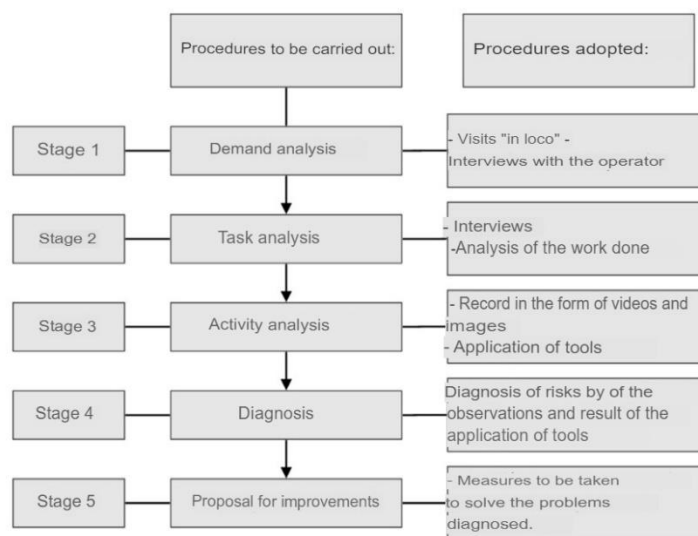 Procedures to be carried out:
Procedures adopted:
Stage 1
Demand analysis
- Visits "in loco" -
Interviews with the operator
Stage 2
Task analysis
- Interviews
-Analysis of the work done
Stage 3
Activity analysis
- Record in the form of videos and
images
- Application of tools
Stage 4
Diagnosis
Diagnosis of risks by of the
observations and result of the
application of tools
Stage 5
Proposal for improvements
- Measures to be taken
to solve the problems
diagnosed.